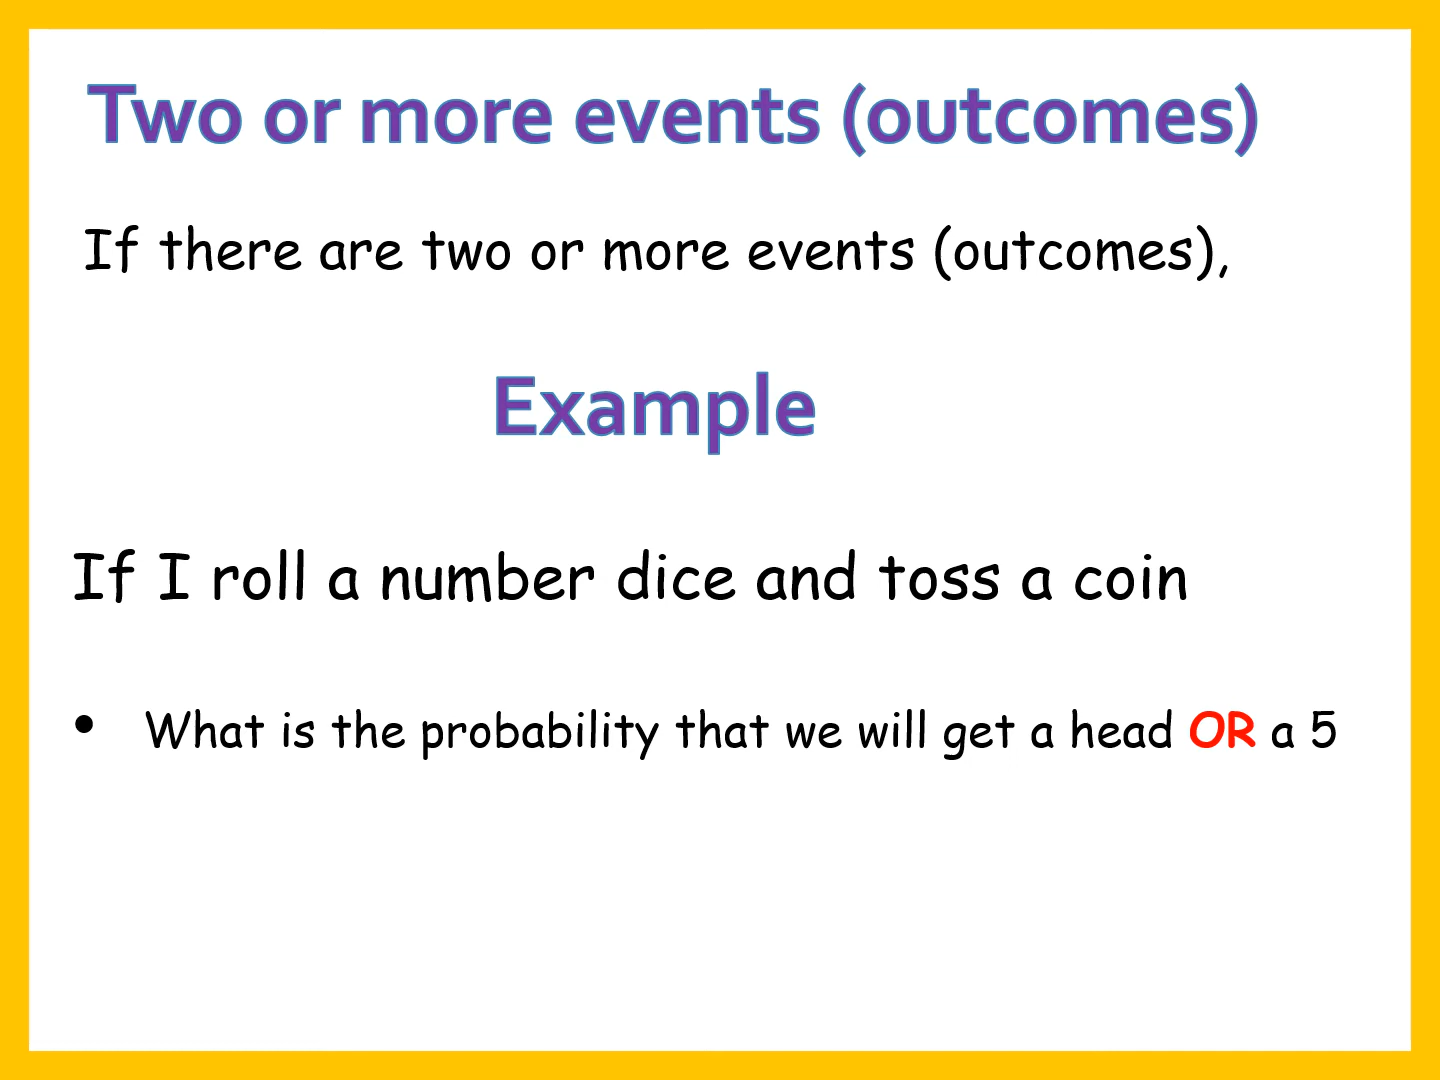 Two or more events (outcomes)
If there are two or more events (outcomes),
Example
If I roll a number dice and toss a coin
• What is the probability that we will get a head OR a 5